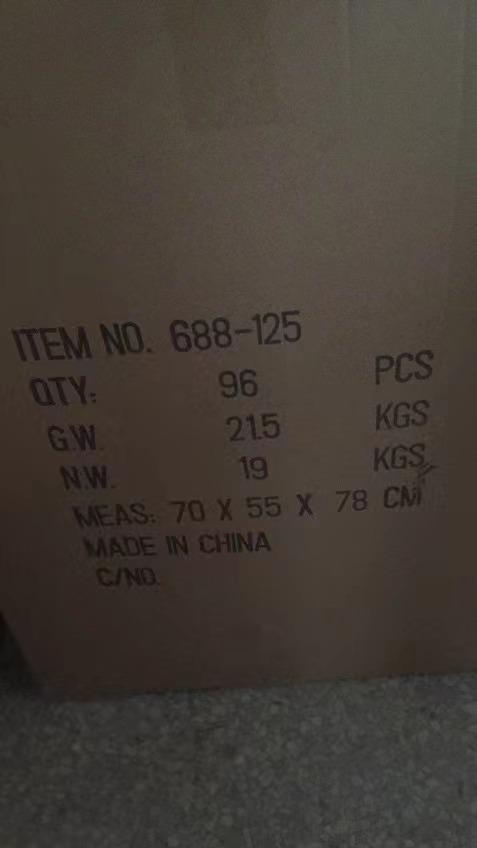 ITEM NO. 688-125
QTY: 96 PCS
G.W. 21.5 KGS
N.W. 19 KGS
MEAS: 70 X 55 X 78 CM
MADE IN CHINA
C/NO.